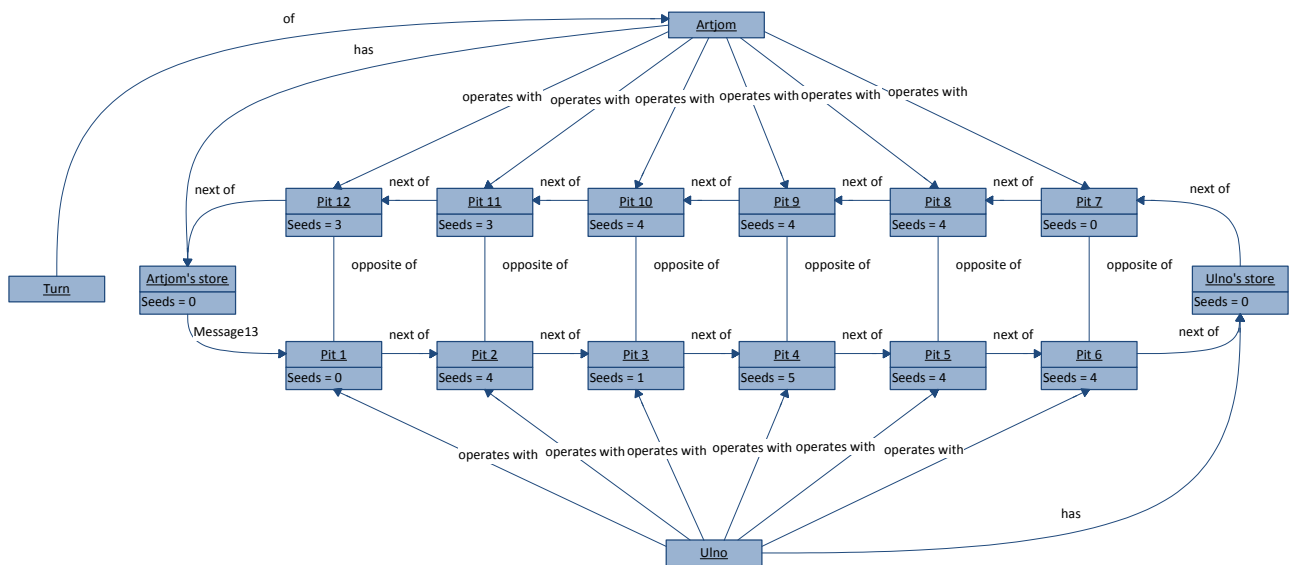 of
Artjom
has
operates with
operates with
operates with
operates with
operates with
operates with
next of
next of
next of
next of
next of
next of
next of
Pit 12
Seeds = 3
Pit 11
Seeds = 3
Pit 10
Seeds = 4
Pit 9
Seeds = 4
Pit 8
Seeds = 4
Pit 7
Seeds = 0
opposite of
opposite of
opposite of
opposite of
opposite of
opposite of
Turn
Artjom's store
Seeds = 0
Ulno's store
Seeds = 0
Message13
next of
next of
next of
next of
next of
next of
Pit 1
Seeds = 0
Pit 2
Seeds = 4
Pit 3
Seeds = 1
Pit 4
Seeds = 5
Pit 5
Seeds = 4
Pit 6
Seeds = 4
operates with
operates with
operates with
operates with
operates with
operates with
has
Ulno